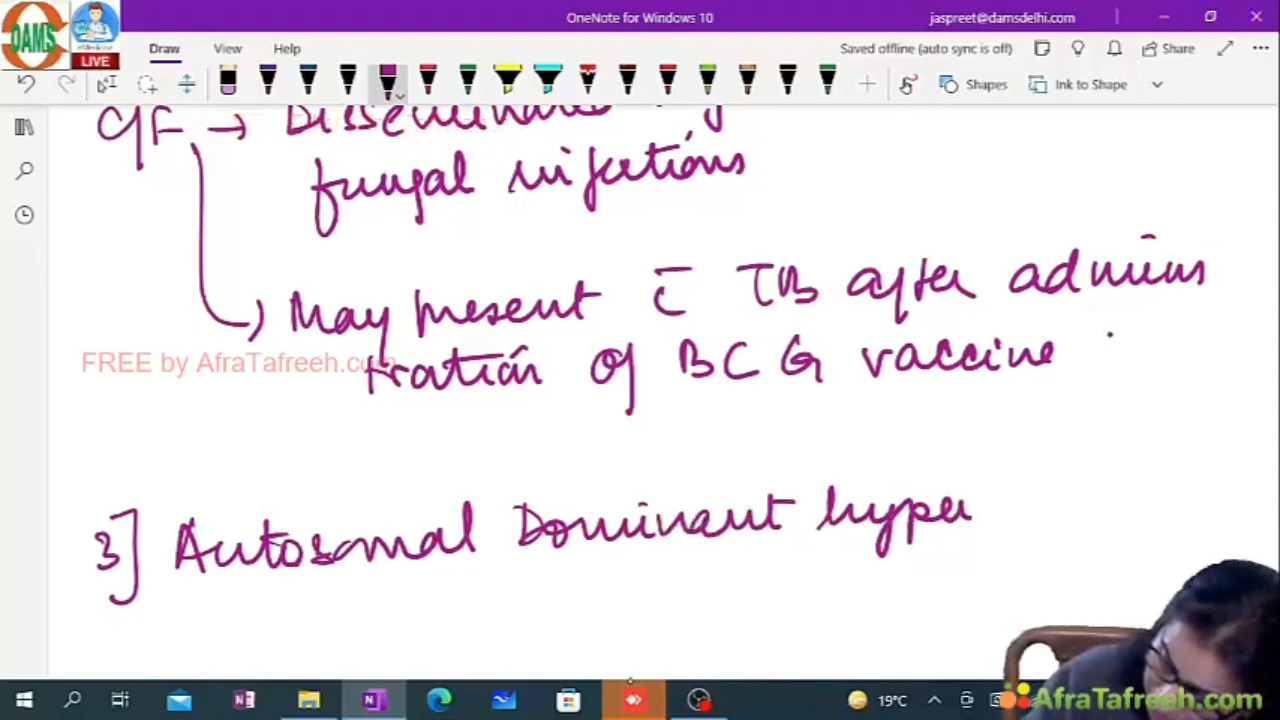 DAMS
eMedicoz
LIVE
OneNote for Windows 10
jaspreet@damsdelhi.com
Draw View Help
Saved offline (auto sync is off)
Share
Shapes
Ink to Shape
C/F → Disseminated
fungal infections
May present c̄ TB after adminis
tration of BCG vaccine
FREE by AfraTafreeh.com
3] Autosomal Dominant hyper
19°C
AfraTafreeh.com